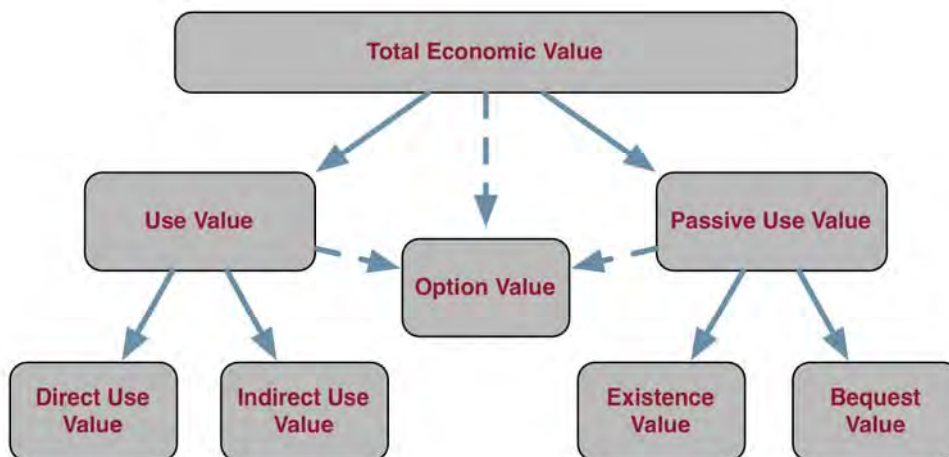 Total Economic Value
Use Value
Passive Use Value
Option Value
Direct Use
Value
Indirect Use
Value
Existence
Value
Bequest
Value